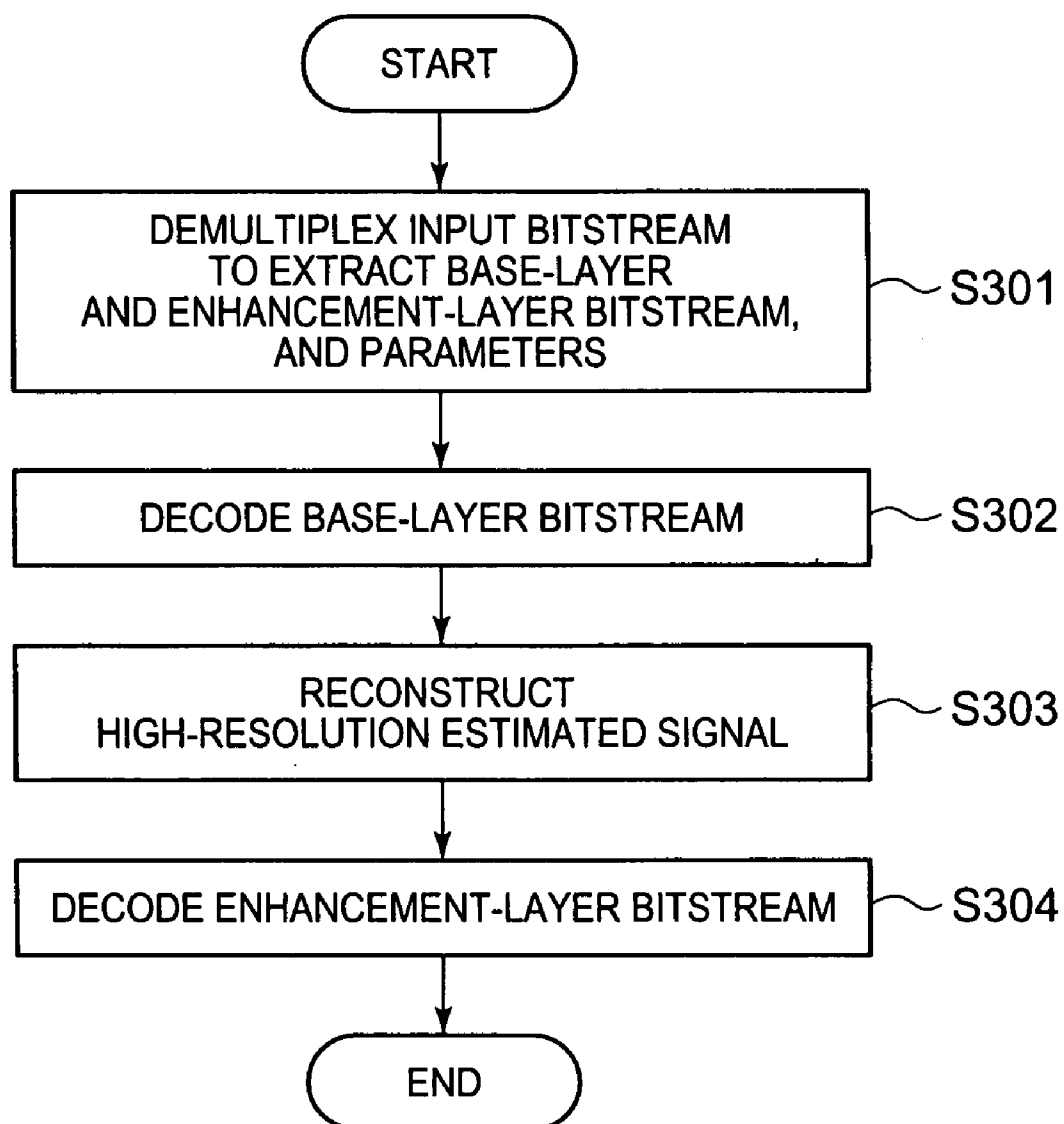 START
DEMULTIPLEX INPUT BITSTREAM
TO EXTRACT BASE-LAYER
AND ENHANCEMENT-LAYER BITSTREAM,
AND PARAMETERS
S301
DECODE BASE-LAYER BITSTREAM
S302
RECONSTRUCT
HIGH-RESOLUTION ESTIMATED SIGNAL
S303
DECODE ENHANCEMENT-LAYER BITSTREAM
S304
END